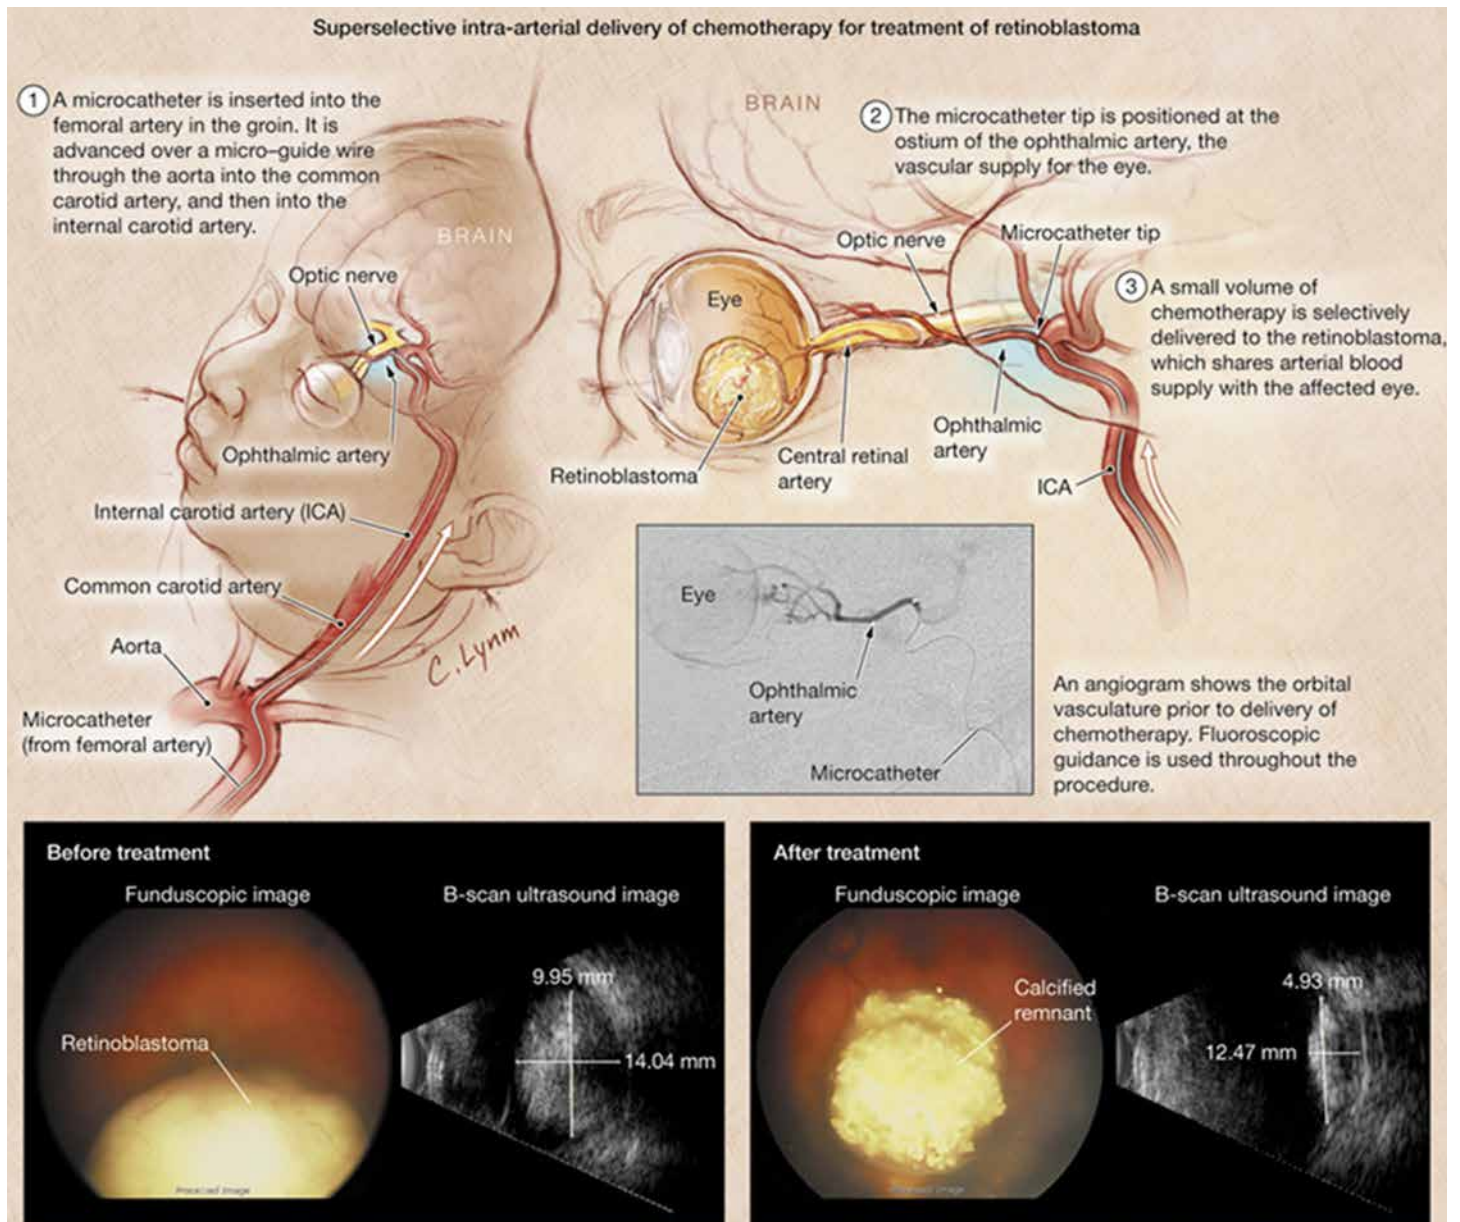 Superselective intra-arterial delivery of chemotherapy for treatment of retinoblastoma
1 A microcatheter is inserted into the
femoral artery in the groin. It is
advanced over a micro–guide wire
through the aorta into the common
carotid artery, and then into the
internal carotid artery.
BRAIN
Optic nerve
Ophthalmic artery
Internal carotid artery (ICA)
Common carotid artery
Aorta
Microcatheter
(from femoral artery)
C. Lynm
BRAIN
2 The microcatheter tip is positioned at the
ostium of the ophthalmic artery, the
vascular supply for the eye.
Optic nerve
Microcatheter tip
Eye
3 A small volume of
chemotherapy is selectively
delivered to the retinoblastoma,
which shares arterial blood
supply with the affected eye.
Retinoblastoma
Central retinal
artery
Ophthalmic
artery
ICA
Eye
Ophthalmic
artery
Microcatheter
An angiogram shows the orbital
vasculature prior to delivery of
chemotherapy. Fluoroscopic
guidance is used throughout the
procedure.
Before treatment
Funduscopic image
B-scan ultrasound image
Retinoblastoma
9.95 mm
14.04 mm
Processed Image
After treatment
Funduscopic image
B-scan ultrasound image
Calcified
remnant
4.93 mm
12.47 mm
Processed Image